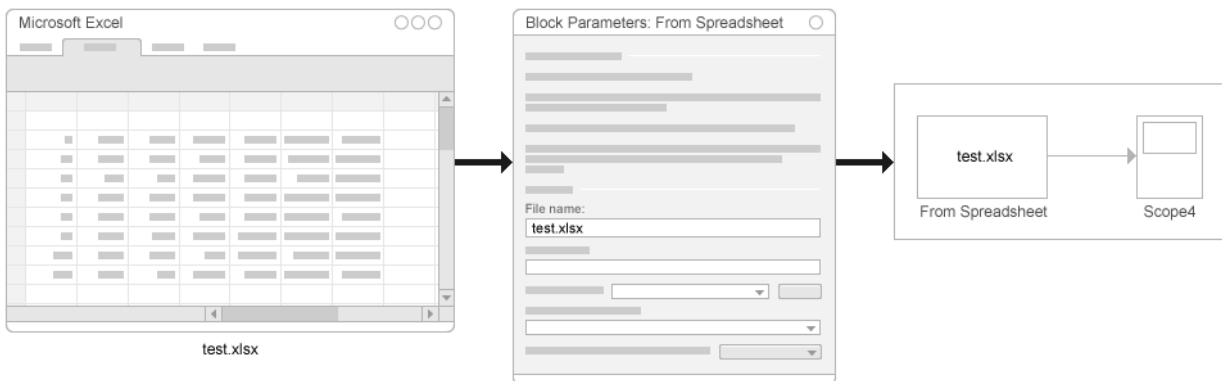 Microsoft Excel
test.xlsx
Block Parameters: From Spreadsheet
File name:
test.xlsx
test.xlsx
From Spreadsheet
Scope4